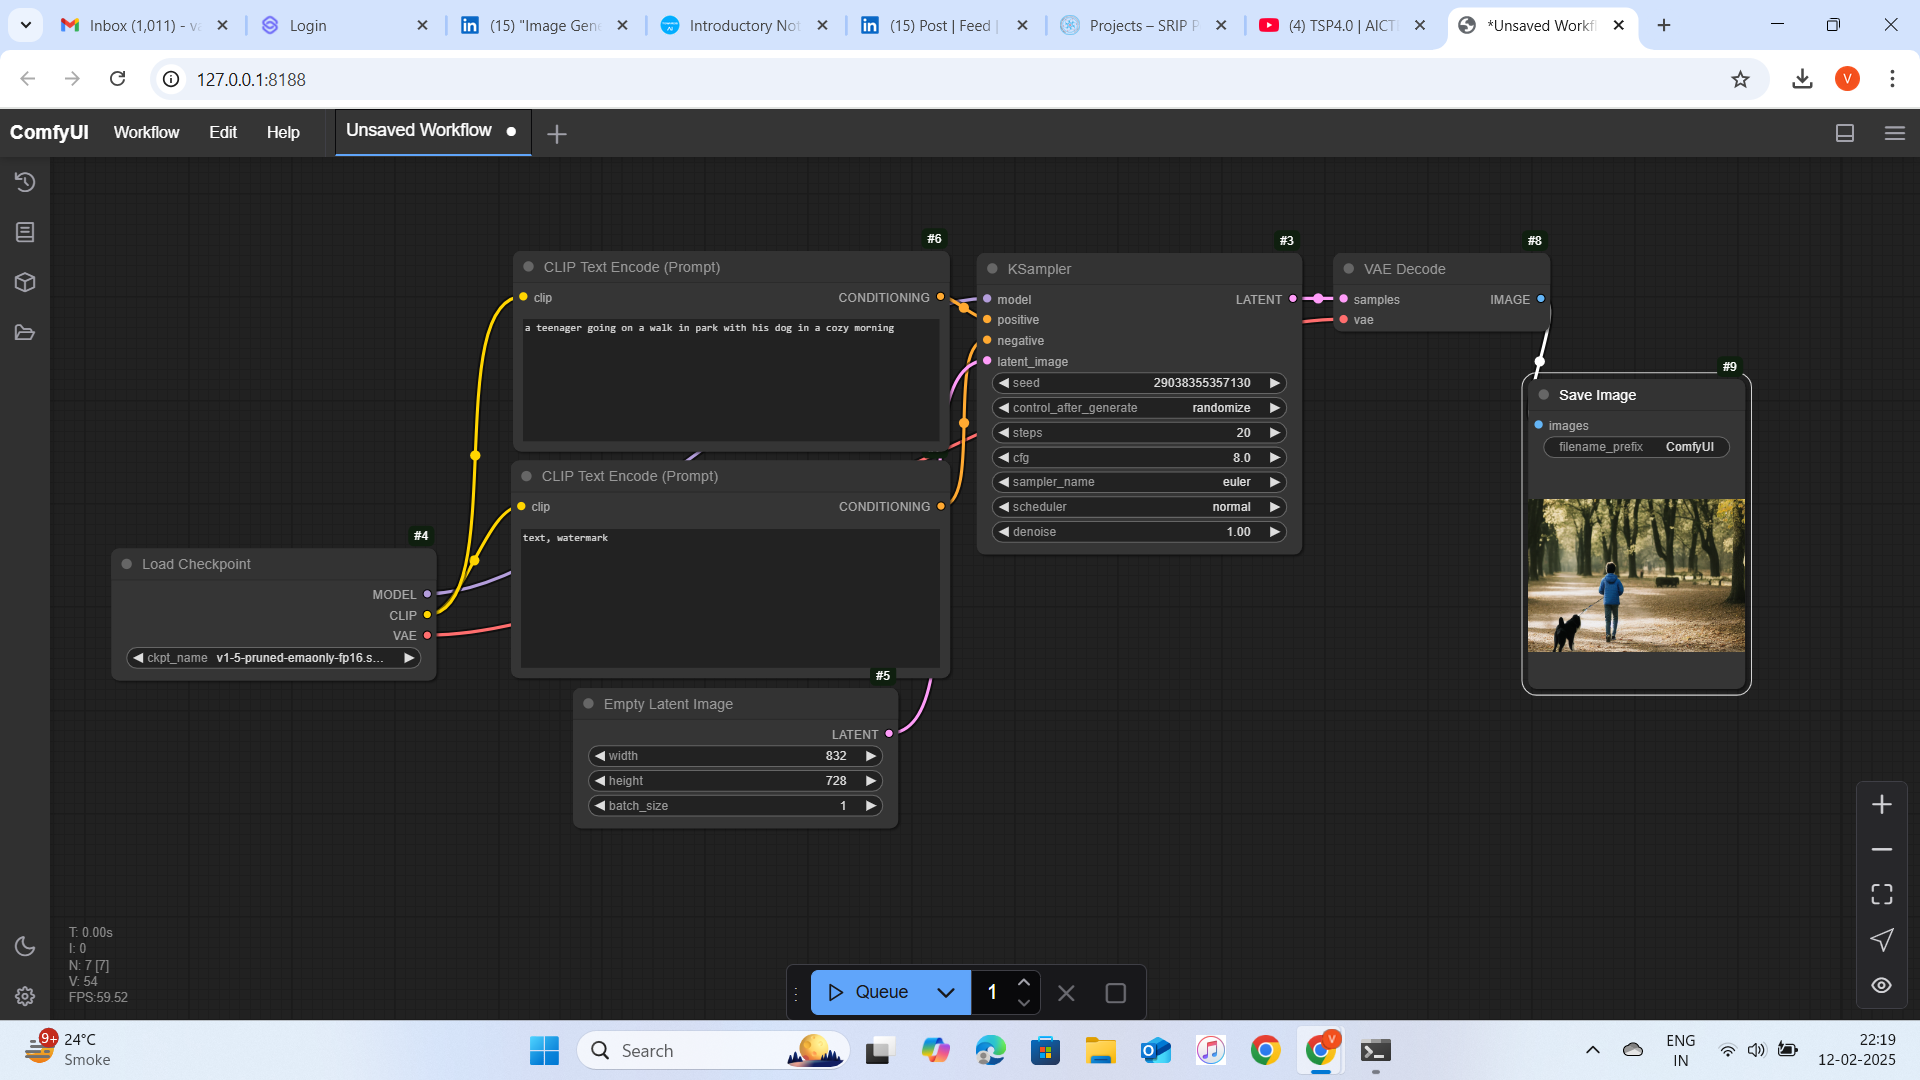 Inbox (1,011) - va
Login
(15) "Image Gene
Introductory Not
(15) Post | Feed |
Projects – SRIP P
(4) TSP4.0 | AICTE
*Unsaved Workfl
127.0.0.1:8188
V
ComfyUI
Workflow
Edit
Help
Unsaved Workflow
#6
CLIP Text Encode (Prompt)
clip
CONDITIONING
a teenager going on a walk in park with his dog in a cozy morning
CLIP Text Encode (Prompt)
clip
CONDITIONING
text, watermark
#4
Load Checkpoint
MODEL
CLIP
VAE
ckpt_name v1-5-pruned-emaonly-fp16.s...
#5
Empty Latent Image
LATENT
width 832
height 728
batch_size 1
#3
KSampler
model
LATENT
positive
negative
latent_image
seed 29038355357130
control_after_generate randomize
steps 20
cfg 8.0
sampler_name euler
scheduler normal
denoise 1.00
#8
VAE Decode
samples
IMAGE
vae
#9
Save Image
images
filename_prefix ComfyUI
T: 0.00s
I: 0
N: 7 [7]
V: 54
FPS:59.52
Queue
1
9+
24°C
Smoke
Search
V
ENG
IN
22:19
12-02-2025